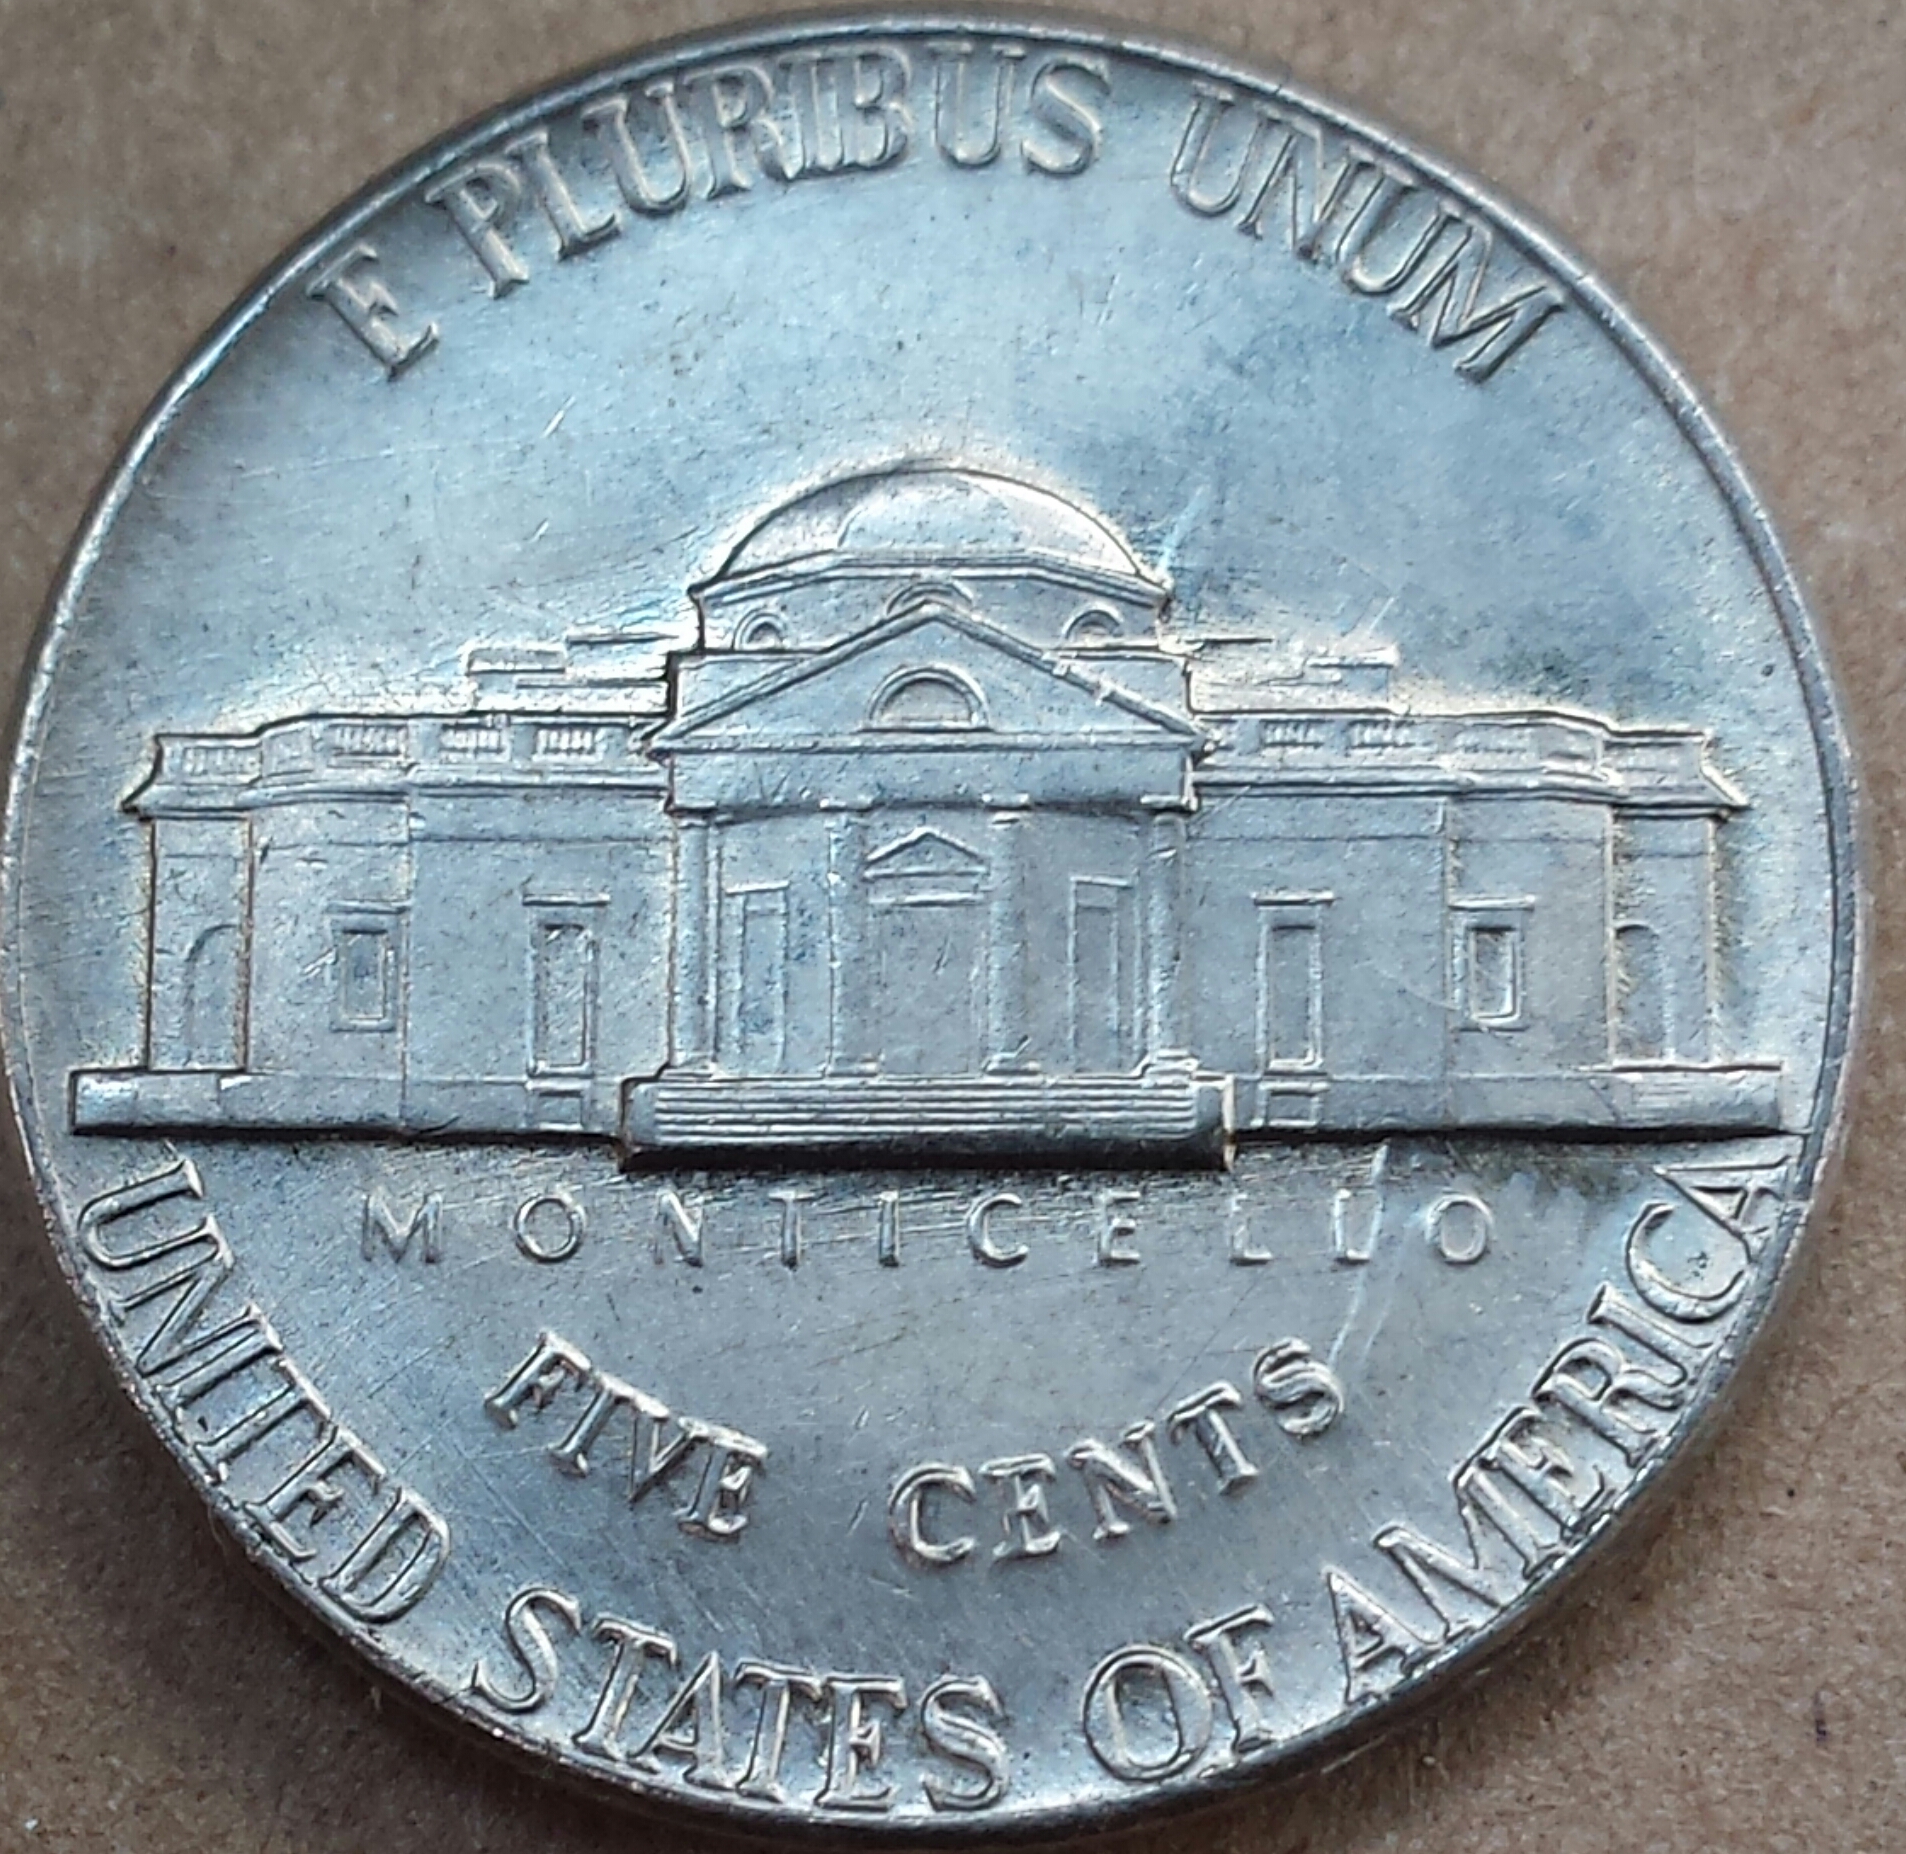 E PLURIBUS UNUM
MONTICELLO
FIVE CENTS
UNITED STATES OF AMERICA